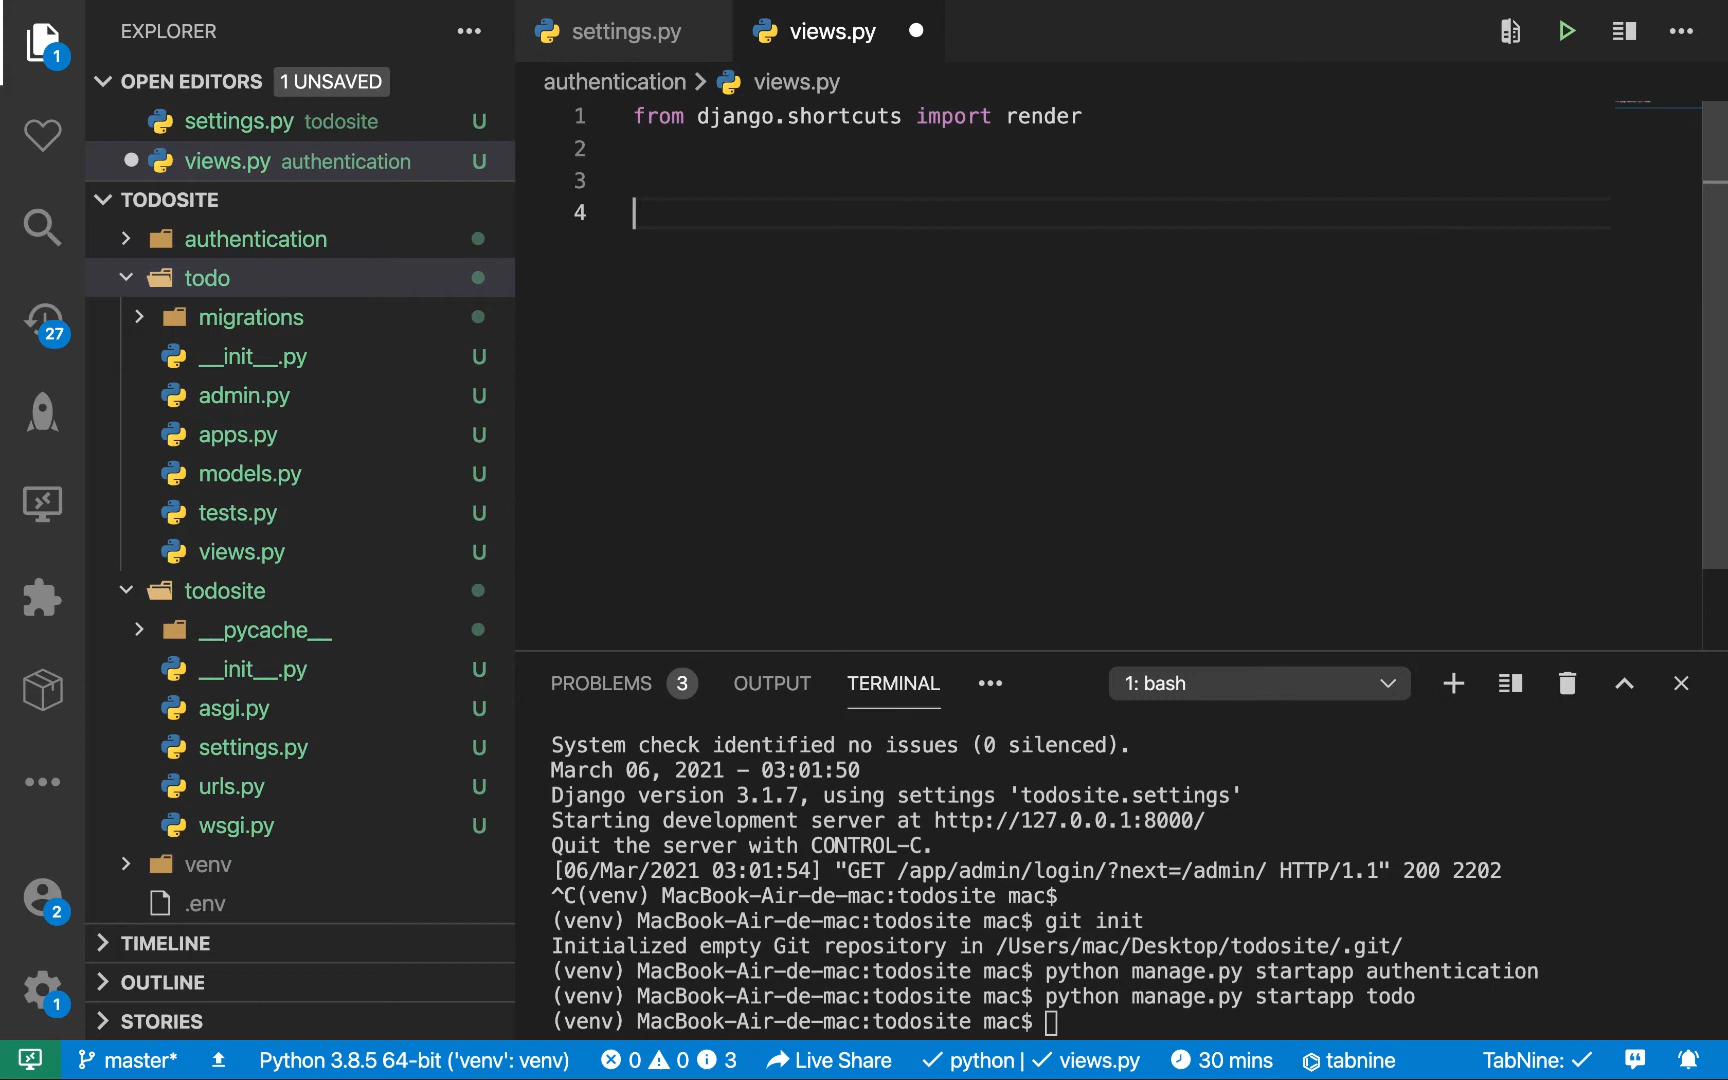 EXPLORER
OPEN EDITORS 1 UNSAVED
settings.py todosite U
views.py authentication U
TODOSITE
authentication
todo
migrations
__init__.py U
admin.py U
apps.py U
models.py U
tests.py U
views.py U
todosite
__pycache__
__init__.py U
asgi.py U
settings.py U
urls.py U
wsgi.py U
venv
.env
TIMELINE
OUTLINE
STORIES
1
27
2
1
settings.py
views.py
authentication > views.py
1 from django.shortcuts import render
2
3
4
PROBLEMS 3 OUTPUT TERMINAL 1: bash
System check identified no issues (0 silenced).
March 06, 2021 - 03:01:50
Django version 3.1.7, using settings 'todosite.settings'
Starting development server at http://127.0.0.1:8000/
Quit the server with CONTROL-C.
[06/Mar/2021 03:01:54] "GET /app/admin/login/?next=/admin/ HTTP/1.1" 200 2202
^C(venv) MacBook-Air-de-mac:todosite mac$
(venv) MacBook-Air-de-mac:todosite mac$ git init
Initialized empty Git repository in /Users/mac/Desktop/todosite/.git/
(venv) MacBook-Air-de-mac:todosite mac$ python manage.py startapp authentication
(venv) MacBook-Air-de-mac:todosite mac$ python manage.py startapp todo
(venv) MacBook-Air-de-mac:todosite mac$
master* Python 3.8.5 64-bit ('venv': venv) 0 0 3 Live Share python | views.py 30 mins tabnine TabNine: